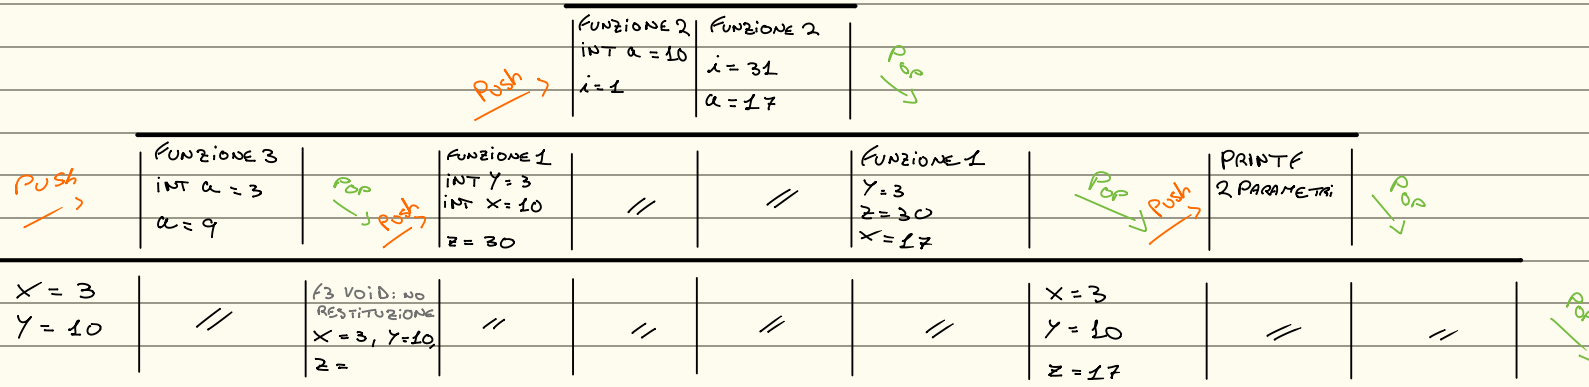 FUNZIONE 2
INT a = 10
i = 1
FUNZIONE 2
i = 31
a = 17
PUSH
POP
PUSH
FUNZIONE 3
INT a = 3
a = 9
POP
PUSH
FUNZIONE 1
INT Y = 3
INT X = 10
Z = 30
//
//
FUNZIONE 1
Y = 3
Z = 30
X = 17
POP
PUSH
PRINTF
2 PARAMETRI
POP
X = 3
Y = 10
//
F3 VOID: NO
RESTITUZIONE
X = 3, Y=10,
Z =
//
//
//
//
X = 3
Y = 10
Z = 17
//
//
POP